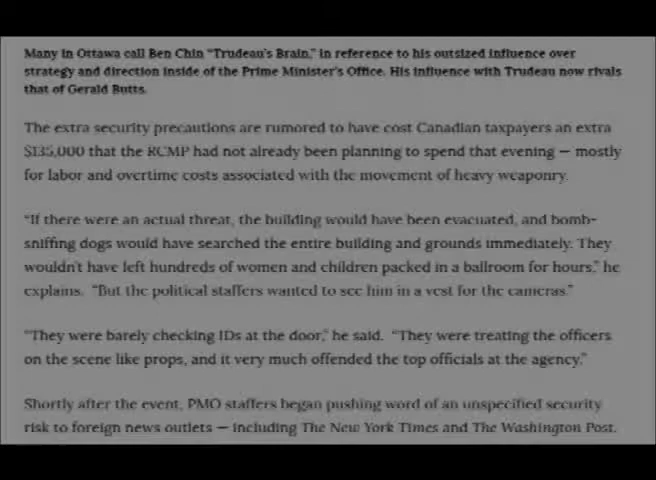 Many in Ottawa call Ben Chin “Trudeau’s Brain,” in reference to his outsized influence over
strategy and direction inside of the Prime Minister’s Office. His influence with Trudeau now rivals
that of Gerald Butts.
The extra security precautions are rumored to have cost Canadian taxpayers an extra
$135,000 that the RCMP had not already been planning to spend that evening — mostly
for labor and overtime costs associated with the movement of heavy weaponry.
“If there were an actual threat, the building would have been evacuated, and bomb-
sniffing dogs would have searched the entire building and grounds immediately. They
wouldn’t have left hundreds of women and children packed in a ballroom for hours,” he
explains. “But the political staffers wanted to see him in a vest for the cameras.”
“They were barely checking IDs at the door,” he said. “They were treating the officers
on the scene like props, and it very much offended the top officials at the agency.”
Shortly after the event, PMO staffers began pushing word of an unspecified security
risk to foreign news outlets — including The New York Times and The Washington Post.